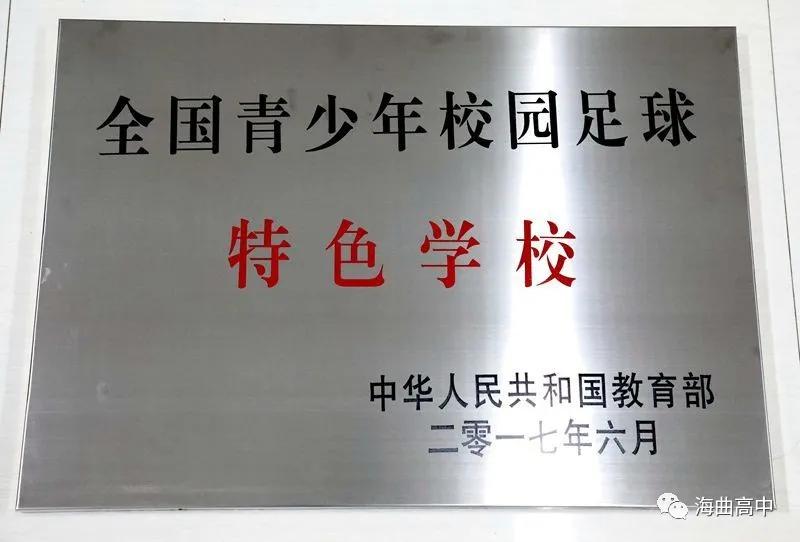 全国青少年校园足球
特色学校
中华人民共和国教育部
二零一七年六月
海曲高中